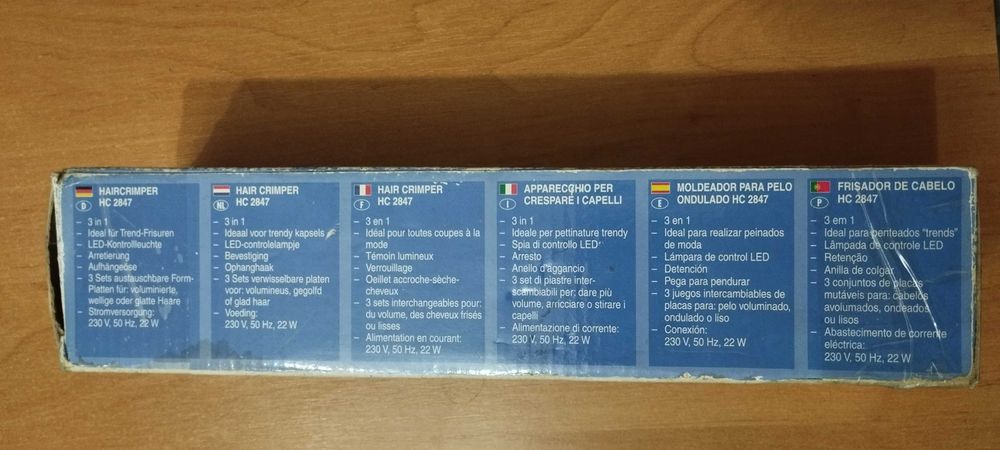 HAIRCRIMPER
HC 2847
D
- 3 in 1
- Ideal für Trend-Frisuren
- LED-Kontrollleuchte
- Arretierung
- Aufhängeöse
- 3 Sets austauschbare Form-
Platten für: voluminierte,
wellige oder glatte Haare
- Stromversorgung:
230 V, 50 Hz, 22 W
HAIR CRIMPER
HC 2847
NL
- 3 in 1
- Ideaal voor trendy kapsels
- LED-controlelampje
- Bevestiging
- Ophanghaak
- 3 Sets verwisselbare platen
voor: volumineus, gegolfd
of glad haar
- Voeding:
230 V, 50 Hz, 22 W
HAIR CRIMPER
HC 2847
F
- 3 en 1
- Idéal pour toutes coupes à la
mode
- Témoin lumineux
- Verrouillage
- Oeillet accroche-sèche-
cheveux
- 3 sets interchangeables pour:
du volume, des cheveux frisés
ou lisses
- Alimentation en courant:
230 V, 50 Hz, 22 W
APPARECCHIO PER
CRESPARE I CAPELLI
I
- 3 in 1
- Ideale per pettinature trendy
- Spia di controllo LED
- Arresto
- Anello d'aggancio
- 3 set di piastre inter-
scambiabili per: dare più
volume, arricciare o stirare i
capelli
- Alimentazione di corrente:
230 V, 50 Hz, 22 W
MOLDEADOR PARA PELO
ONDULADO HC 2847
E
- 3 en 1
- Ideal para realizar peinados
de moda
- Lámpara de control LED
- Detención
- Pega para pendurar
- 3 juegos intercambiables de
placas para: pelo voluminado,
ondulado o liso
- Conexión:
230 V, 50 Hz, 22 W
FRISADOR DE CABELO
HC 2847
P
- 3 em 1
- Ideal para penteados "trends"
- Lâmpada de controle LED
- Retenção
- Anilla de colgar
- 3 conjuntos de placas
mutáveis para: cabelos
avolumados, ondeados
ou lisos
- Abastecimento de corrente
eléctrica:
230 V, 50 Hz, 22 W